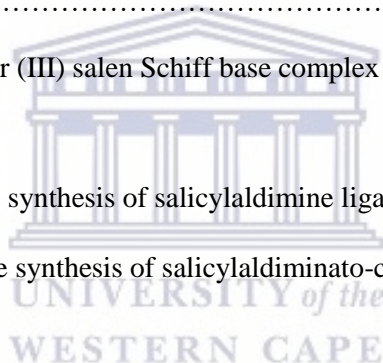 …………………………………
r (III) salen Schiff base complex
synthesis of salicylaldimine liga
e synthesis of salicylaldiminato-c
UNIVERSITY of the
WESTERN CAPE